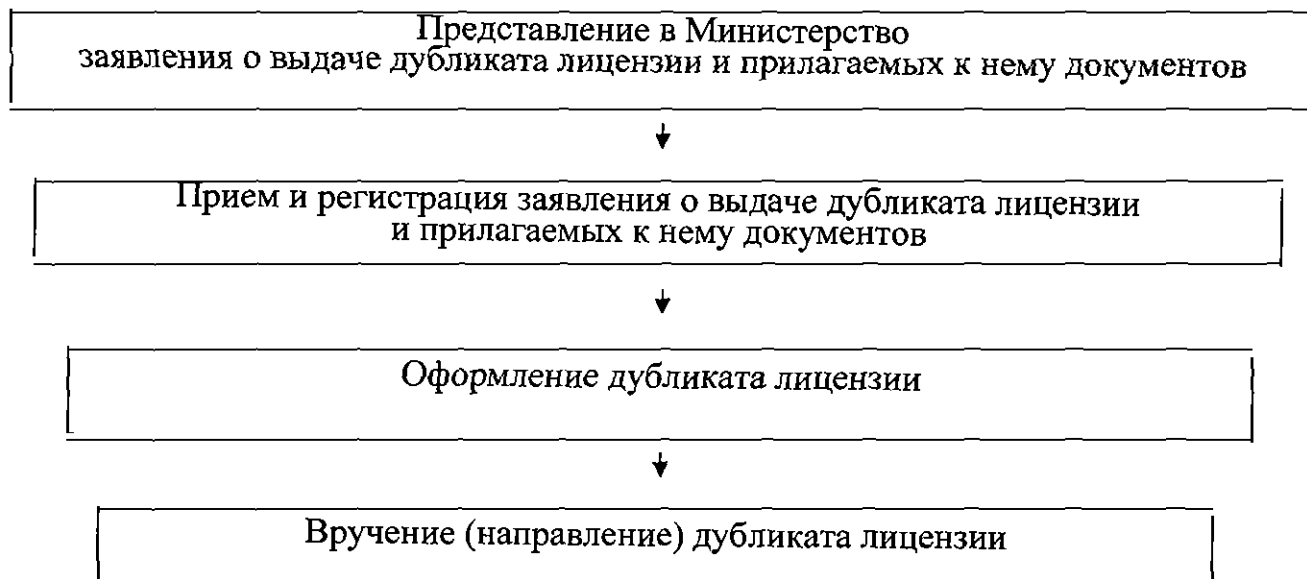 Представление в Министерство
заявления о выдаче дубликата лицензии и прилагаемых к нему документов
Прием и регистрация заявления о выдаче дубликата лицензии
и прилагаемых к нему документов
Оформление дубликата лицензии
Вручение (направление) дубликата лицензии